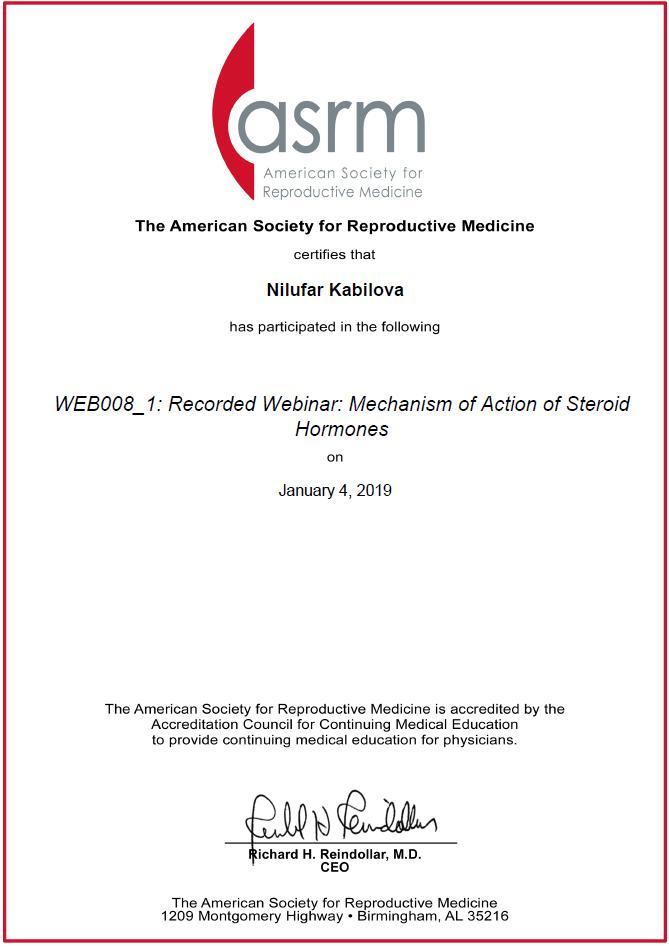 asrm
American Society for
Reproductive Medicine
The American Society for Reproductive Medicine
certifies that
Nilufar Kabilova
has participated in the following
WEB008_1: Recorded Webinar: Mechanism of Action of Steroid
Hormones
on
January 4, 2019
The American Society for Reproductive Medicine is accredited by the
Accreditation Council for Continuing Medical Education
to provide continuing medical education for physicians.
Richard H. Reindollar, M.D.
CEO
The American Society for Reproductive Medicine
1209 Montgomery Highway • Birmingham, AL 35216